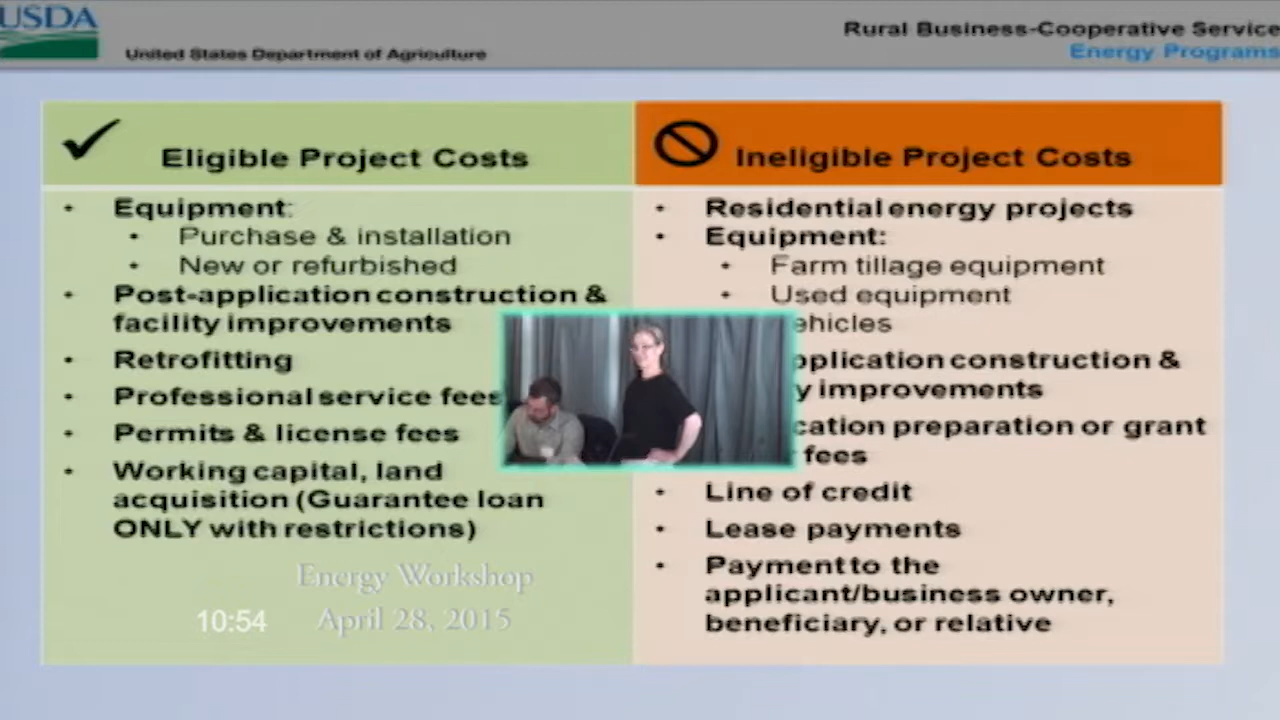 USDA
United States Department of Agriculture
Rural Business-Cooperative Service
Energy Programs
Eligible Project Costs
• Equipment:
• Purchase & installation
• New or refurbished
• Post-application construction &
facility improvements
• Retrofitting
• Professional service fees
• Permits & license fees
• Working capital, land
acquisition (Guarantee loan
ONLY with restrictions)
Ineligible Project Costs
• Residential energy projects
• Equipment:
• Farm tillage equipment
• Used equipment
ehicles
pplication construction &
y improvements
cation preparation or grant
fees
• Line of credit
• Lease payments
• Payment to the
applicant/business owner,
beneficiary, or relative
Energy Workshop
10:54 April 28, 2015